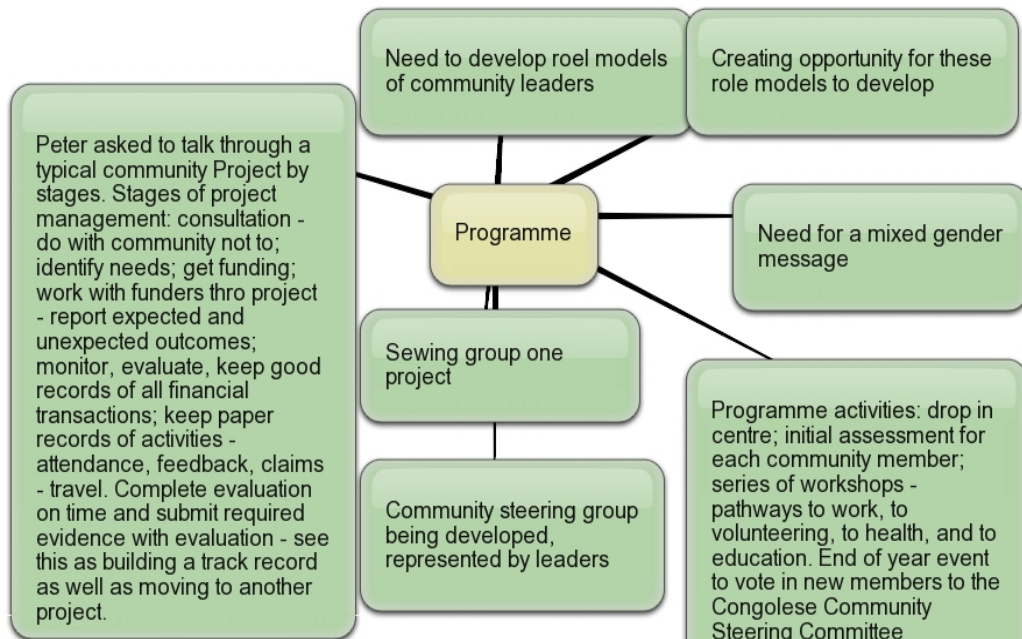 Need to develop roel models
of community leaders
Creating opportunity for these
role models to develop
Peter asked to talk through a
typical community Project by
stages. Stages of project
management: consultation -
do with community not to;
identify needs; get funding;
work with funders thro project
- report expected and
unexpected outcomes;
monitor, evaluate, keep good
records of all financial
transactions; keep paper
records of activities -
attendance, feedback, claims
- travel. Complete evaluation
on time and submit required
evidence with evaluation - see
this as building a track record
as well as moving to another
project.
Programme
Need for a mixed gender
message
Sewing group one
project
Community steering group
being developed,
represented by leaders
Programme activities: drop in
centre; initial assessment for
each community member;
series of workshops -
pathways to work, to
volunteering, to health, and to
education. End of year event
to vote in new members to the
Congolese Community
Steering Committee